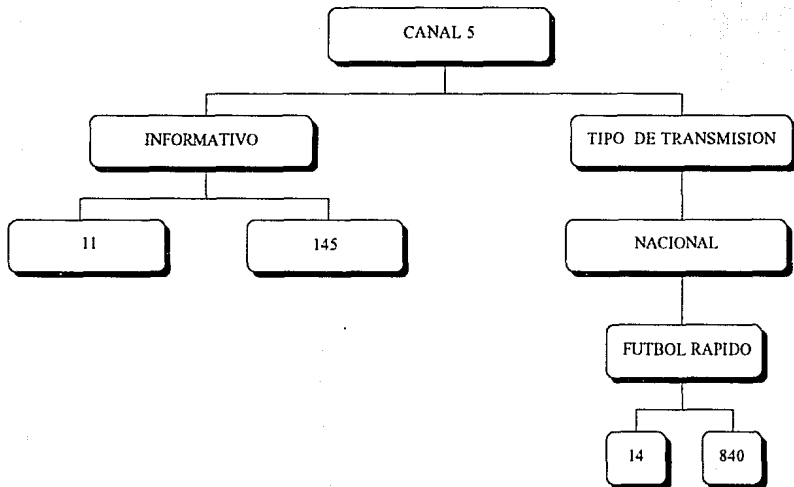 CANAL 5
INFORMATIVO
TIPO DE TRANSMISION
11
145
NACIONAL
FUTBOL RAPIDO
14
840